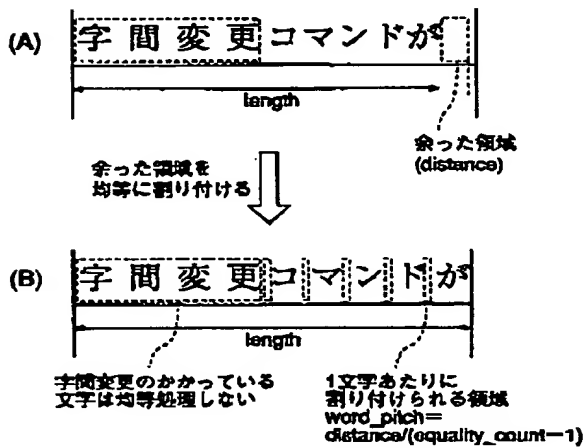 (A)
字間変更コマンドが
length
余った領域
(distance)
余った領域を
均等に割り付ける
(B)
字間変更コマンドが
length
字間変更のかかっている
文字は均等処理しない
1文字あたりに
割り付けられる領域
word_pitch=
distance/(equality_count−1)